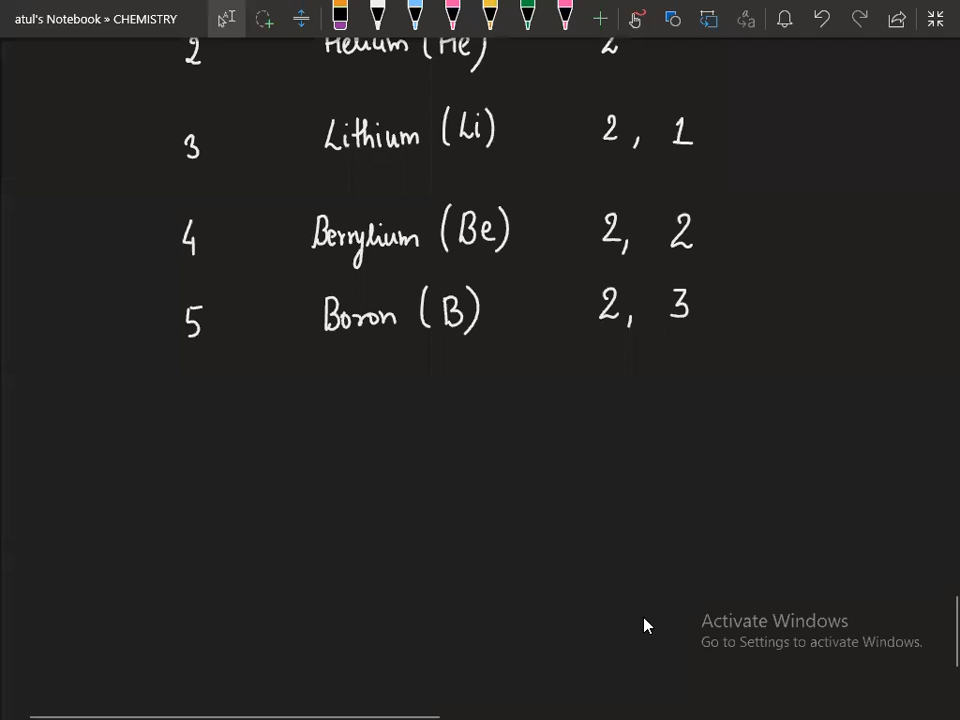 atul's Notebook » CHEMISTRY
2 Helium (He) 2
3 Lithium (Li) 2, 1
4 Berrylium (Be) 2, 2
5 Boron (B) 2, 3
Activate Windows
Go to Settings to activate Windows.